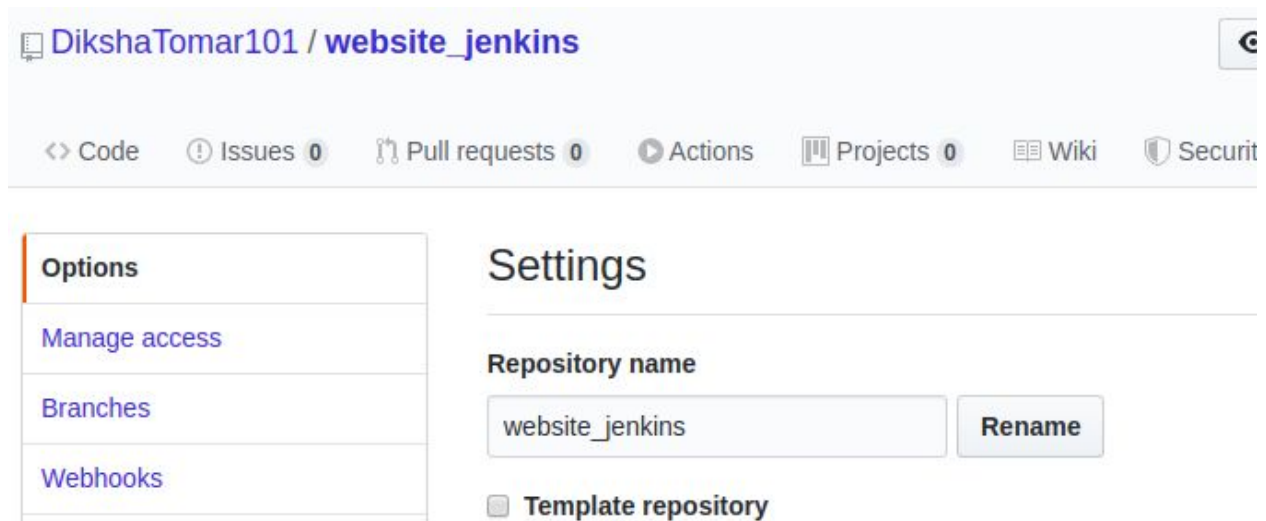 DikshaTomar101 / website_jenkins
Code Issues 0 Pull requests 0 Actions Projects 0 Wiki Securit
Options
Manage access
Branches
Webhooks
Settings
Repository name
website_jenkins Rename
Template repository